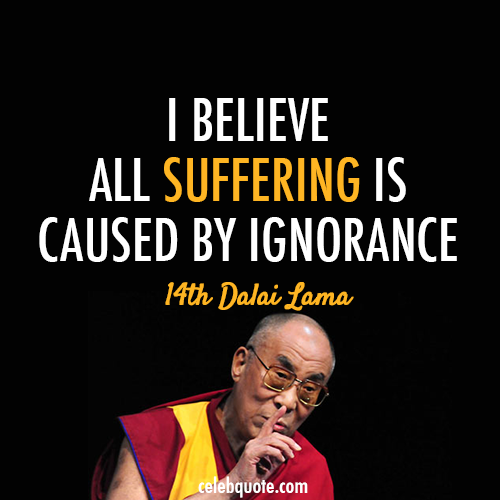 I BELIEVE
ALL SUFFERING IS
CAUSED BY IGNORANCE
14th Dalai Lama
celebquote.com